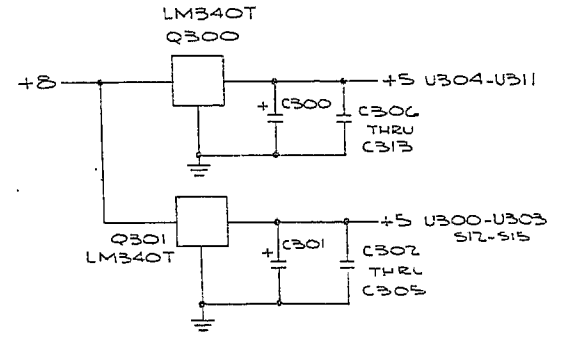 LM340T
Q300
+8
+5 U304-U311
+ C300
C306
THRU
C313
+5 U300-U303
S12-S15
Q301
LM340T
+ C301
C302
THRU
C305